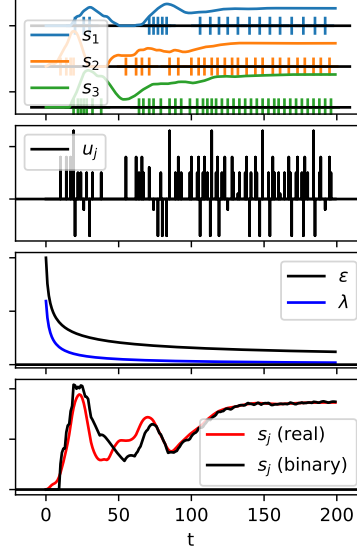 s₁
s₂
s₃
uⱼ
ε
λ
sⱼ (real)
sⱼ (binary)
0 50 100 150 200
t